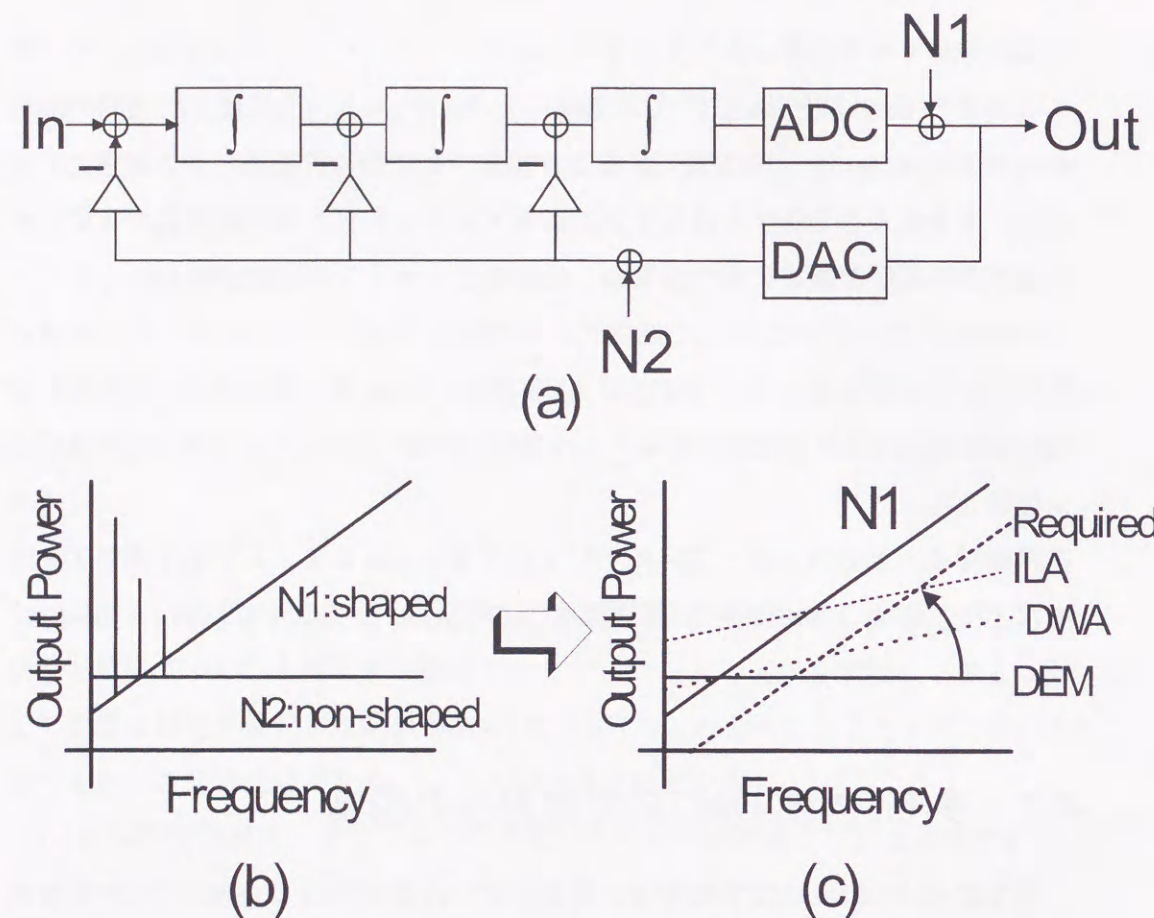 N1
In
∫
∫
∫
ADC
Out
DAC
N2
(a)
Output Power
N1:shaped
N2:non-shaped
Frequency
(b)
Output Power
N1
Required
ILA
DWA
DEM
Frequency
(c)